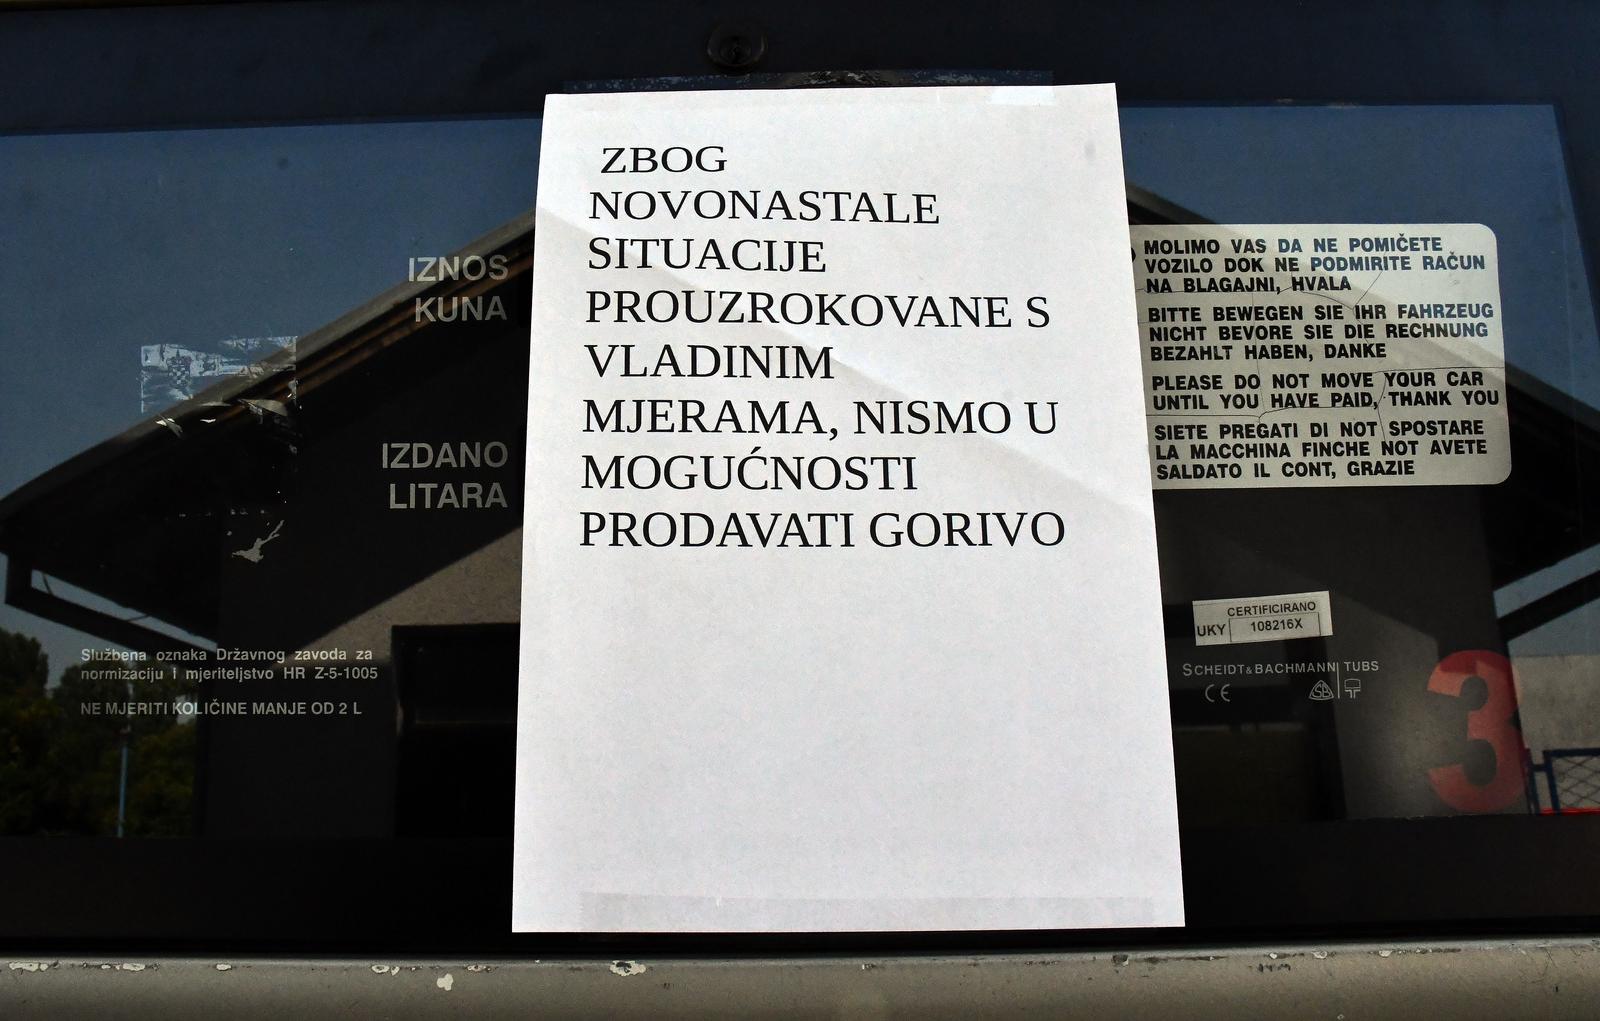 ZBOG
NOVONASTALE
SITUACIJE
PROUZROKOVANE S
VLADINIM
MJERAMA, NISMO U
MOGUĆNOSTI
PRODAVATI GORIVO
IZNOS
KUNA
IZDANO
LITARA
Službena oznaka Državnog zavoda za
normizaciju i mjeriteljstvo HR Z-5-1005
NE MJERITI KOLIČINE MANJE OD 2 L
MOLIMO VAS DA NE POMIČETE
VOZILO DOK NE PODMIRITE RAČUN
NA BLAGAJNI, HVALA
BITTE BEWEGEN SIE IHR FAHRZEUG
NICHT BEVORE SIE DIE RECHNUNG
BEZAHLT HABEN, DANKE
PLEASE DO NOT MOVE YOUR CAR
UNTIL YOU HAVE PAID, THANK YOU
SIETE PREGATI DI NOT SPOSTARE
LA MACCHINA FINCHE NOT AVETE
SALDATO IL CONT, GRAZIE
CERTIFICIRANO
UKY 108216X
SCHEIDT & BACHMANN TUBS
CE SB
3